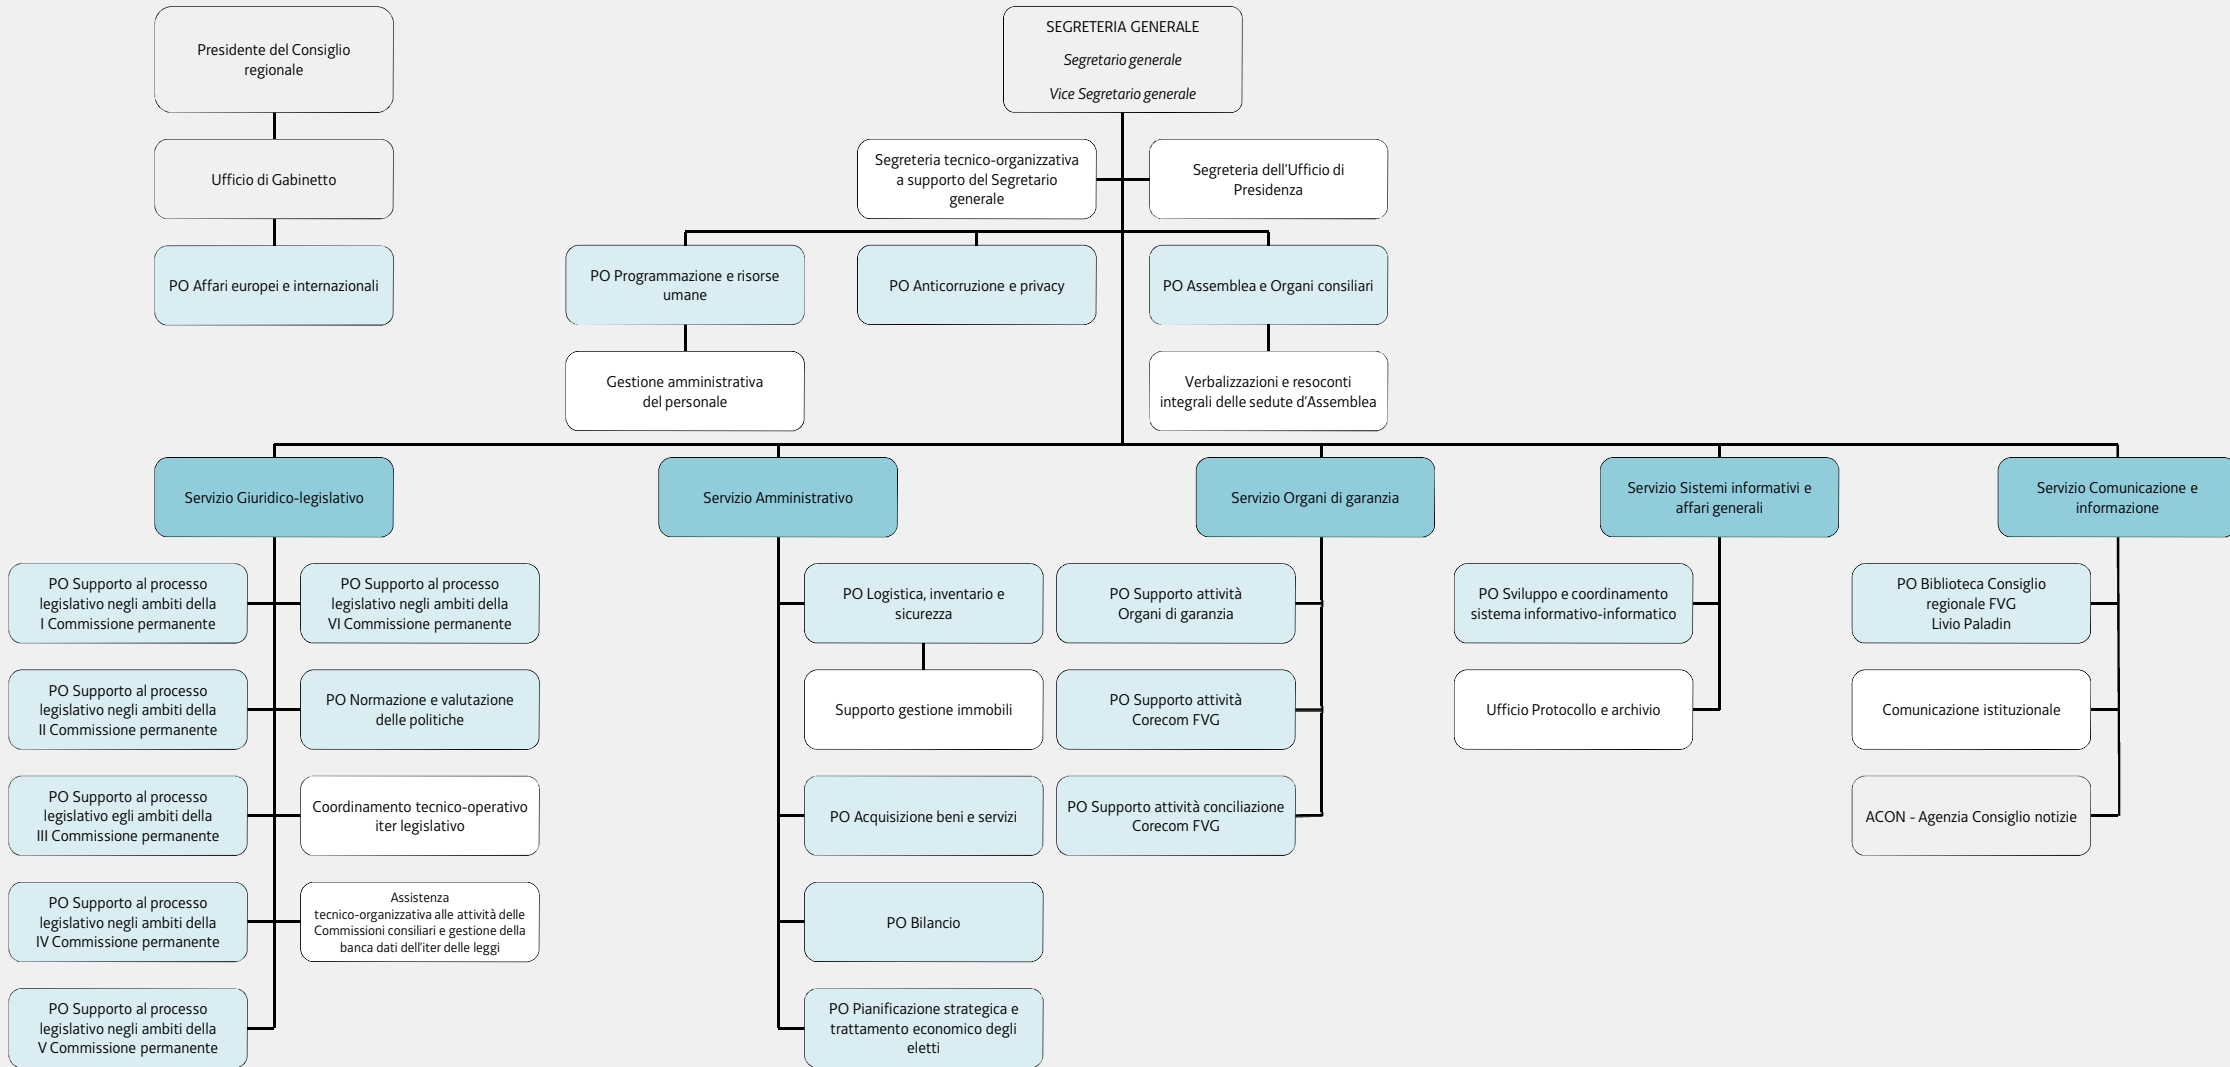 Presidente del Consiglio
regionale
SEGRETERIA GENERALE
Segretario generale
Vice Segretario generale
Ufficio di Gabinetto
Segreteria tecnico-organizzativa
a supporto del Segretario
generale
Segreteria dell'Ufficio di
Presidenza
PO Affari europei e internazionali
PO Programmazione e risorse
umane
PO Anticorruzione e privacy
PO Assemblea e Organi consiliari
Gestione amministrativa
del personale
Verbalizzazioni e resoconti
integrali delle sedute d'Assemblea
Servizio Giuridico-legislativo
Servizio Amministrativo
Servizio Organi di garanzia
Servizio Sistemi informativi e
affari generali
Servizio Comunicazione e
informazione
PO Supporto al processo
legislativo negli ambiti della
I Commissione permanente
PO Supporto al processo
legislativo negli ambiti della
VI Commissione permanente
PO Logistica, inventario e
sicurezza
PO Supporto attività
Organi di garanzia
PO Sviluppo e coordinamento
sistema informativo-informatico
PO Biblioteca Consiglio
regionale FVG
Livio Paladin
PO Supporto al processo
legislativo negli ambiti della
II Commissione permanente
PO Normazione e valutazione
delle politiche
Supporto gestione immobili
PO Supporto attività
Corecom FVG
Ufficio Protocollo e archivio
Comunicazione istituzionale
PO Supporto al processo
legislativo egli ambiti della
III Commissione permanente
Coordinamento tecnico-operativo
iter legislativo
PO Acquisizione beni e servizi
PO Supporto attività conciliazione
Corecom FVG
ACON - Agenzia Consiglio notizie
PO Supporto al processo
legislativo negli ambiti della
IV Commissione permanente
Assistenza
tecnico-organizzativa alle attività delle
Commissioni consiliari e gestione della
banca dati dell'iter delle leggi
PO Bilancio
PO Supporto al processo
legislativo negli ambiti della
V Commissione permanente
PO Pianificazione strategica e
trattamento economico degli
eletti